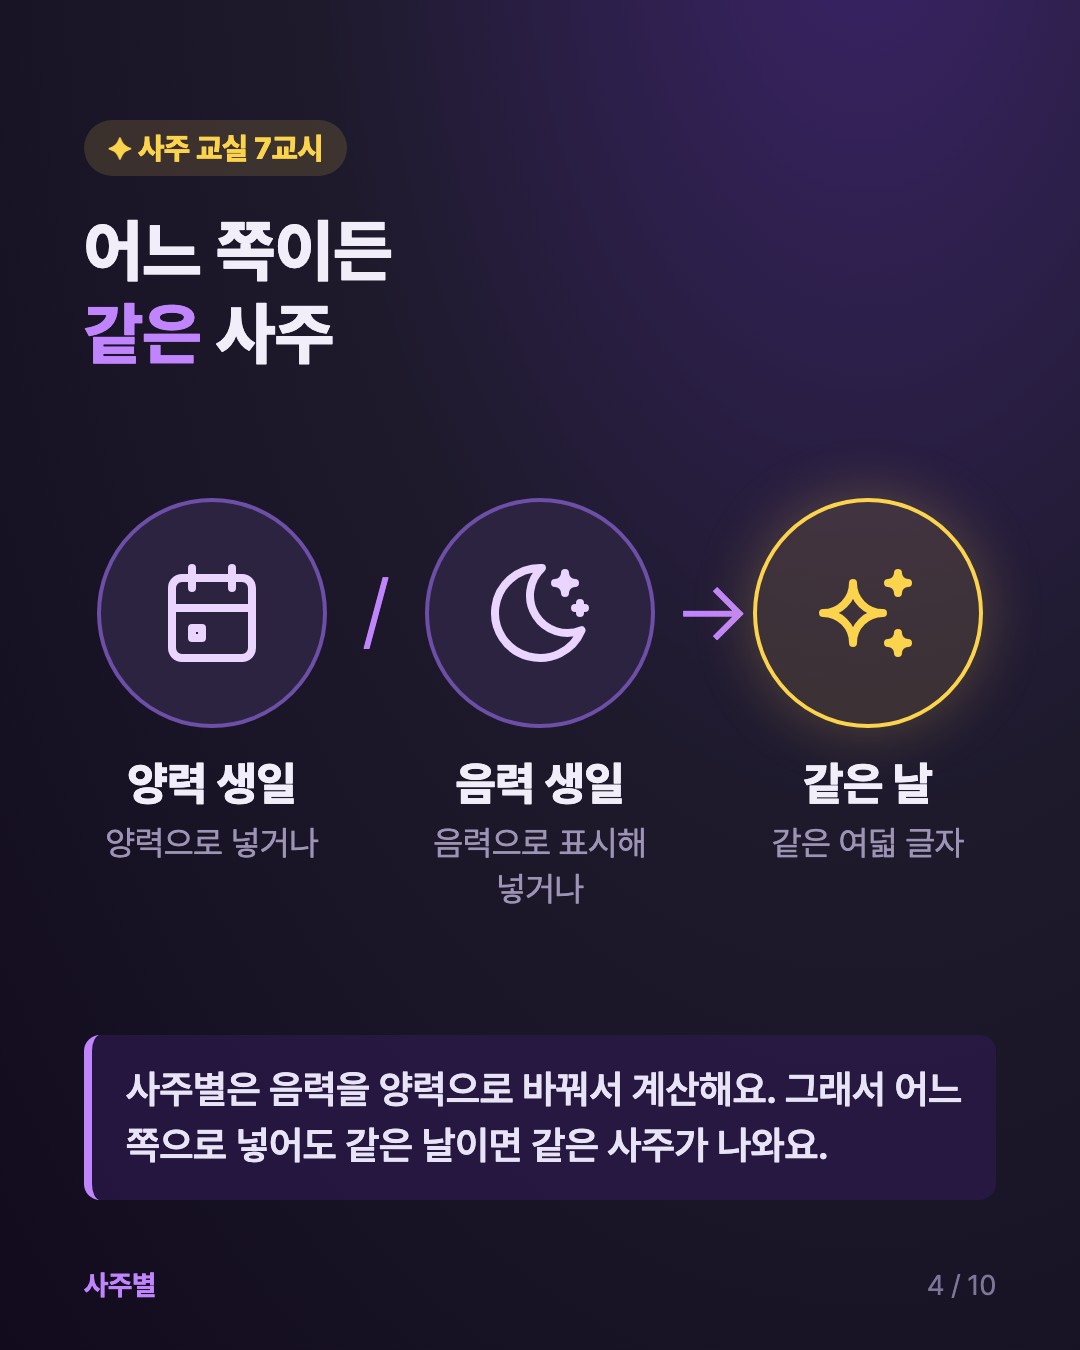 사주 교실 7교시
어느 쪽이든
같은 사주
/
양력 생일
음력 생일
같은 날
양력으로 넣거나
음력으로 표시해
넣거나
같은 여덟 글자
사주별은 음력을 양력으로 바꿔서 계산해요. 그래서 어느
쪽으로 넣어도 같은 날이면 같은 사주가 나와요.
사주별
4 / 10